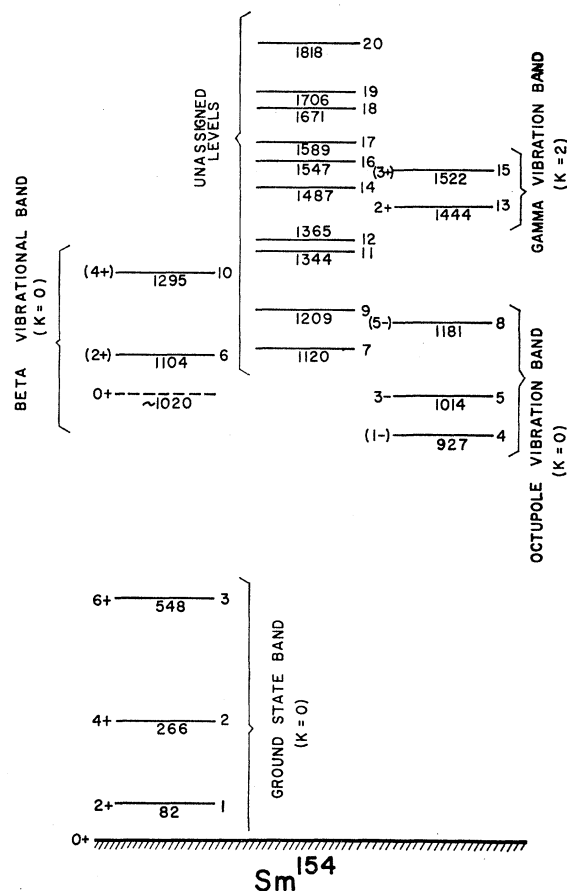 1818 20
1706 19
1671 18
1589 17
1547 16
1487 14
1365 12
1344 11
1209 9
1120 7
UNASSIGNED
LEVELS
(3+) 1522 15
2+ 1444 13
GAMMA VIBRATION BAND
(K = 2)
(4+) 1295 10
(2+) 1104 6
0+ ~1020
BETA VIBRATIONAL BAND
(K = 0)
(5-) 1181 8
3- 1014 5
(1-) 927 4
OCTUPOLE VIBRATION BAND
(K = 0)
6+ 548 3
4+ 266 2
2+ 82 1
0+
GROUND STATE BAND
(K = 0)
Sm154